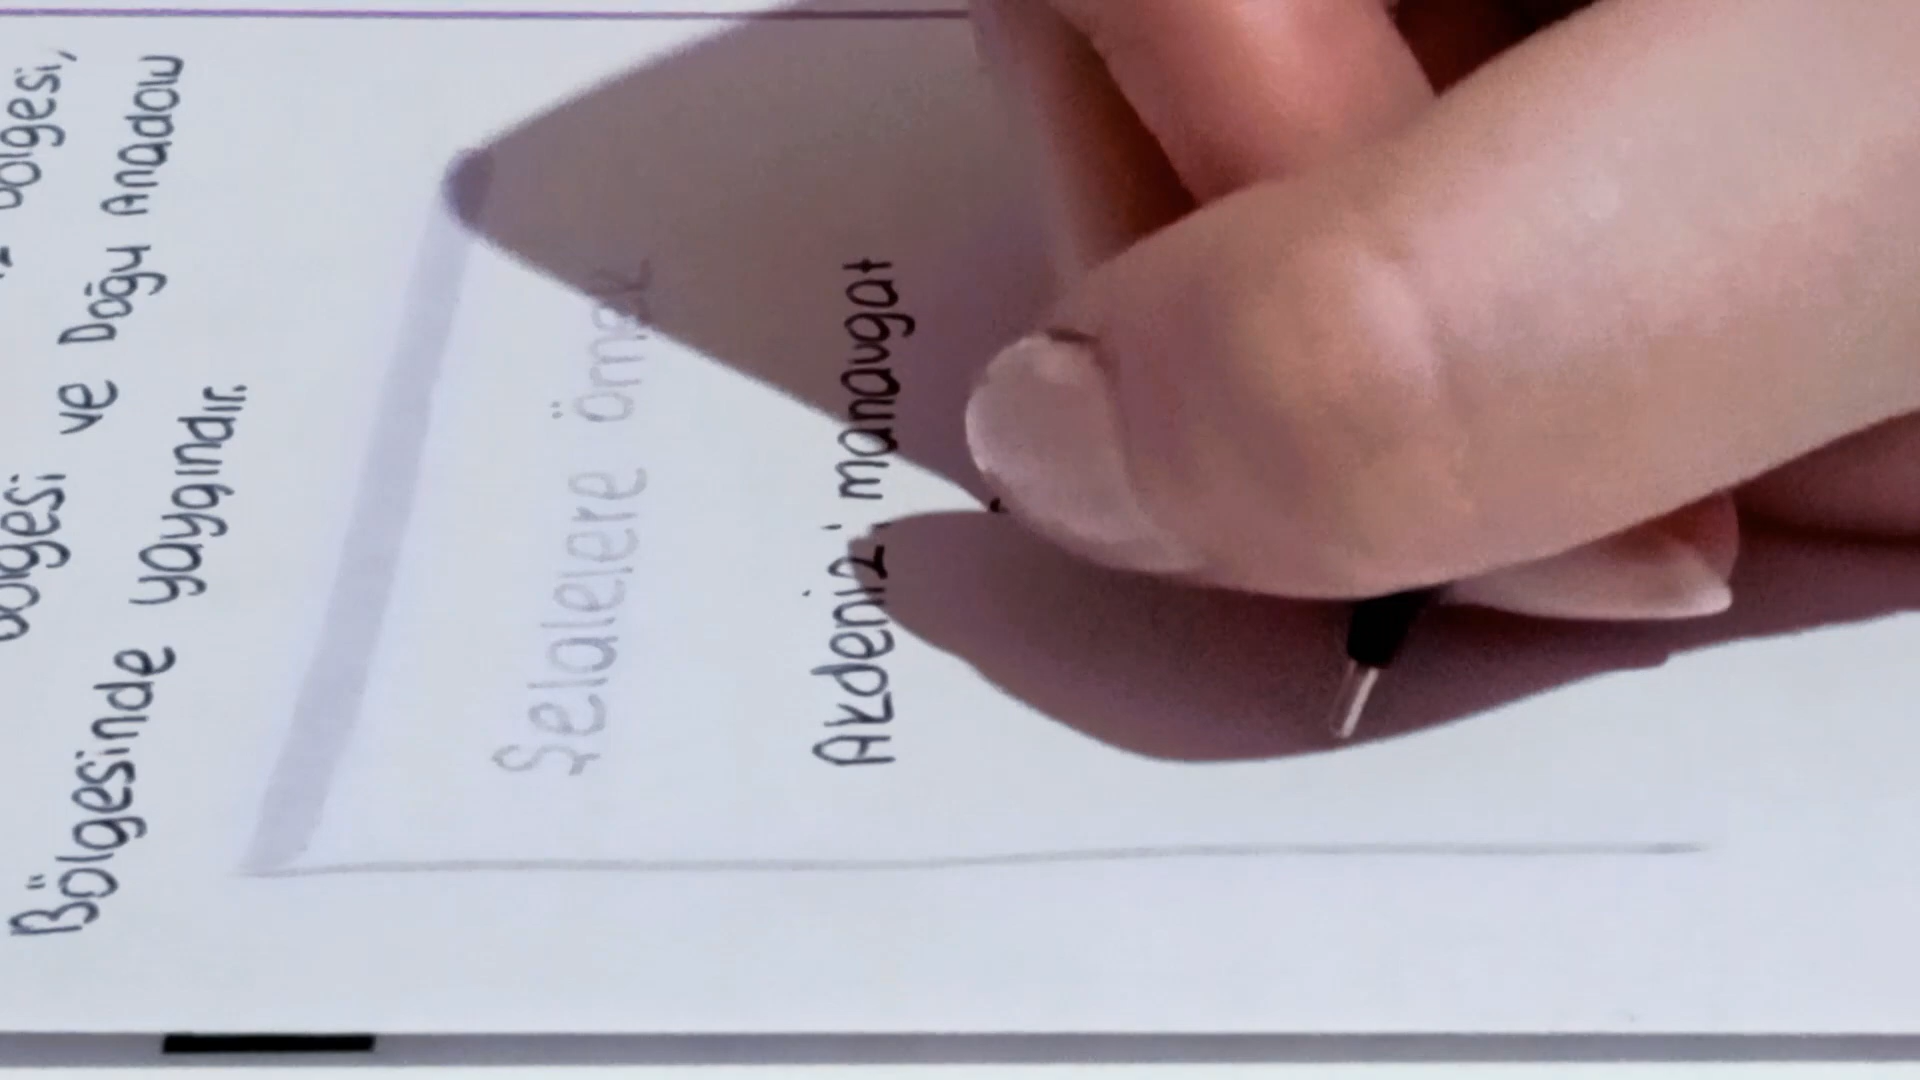 Bölgesi,
Bölgesi ve Doğu Anadolu
Bölgesinde yaygındır.
Şelalelere Örnek
Akdeniz; manavgat